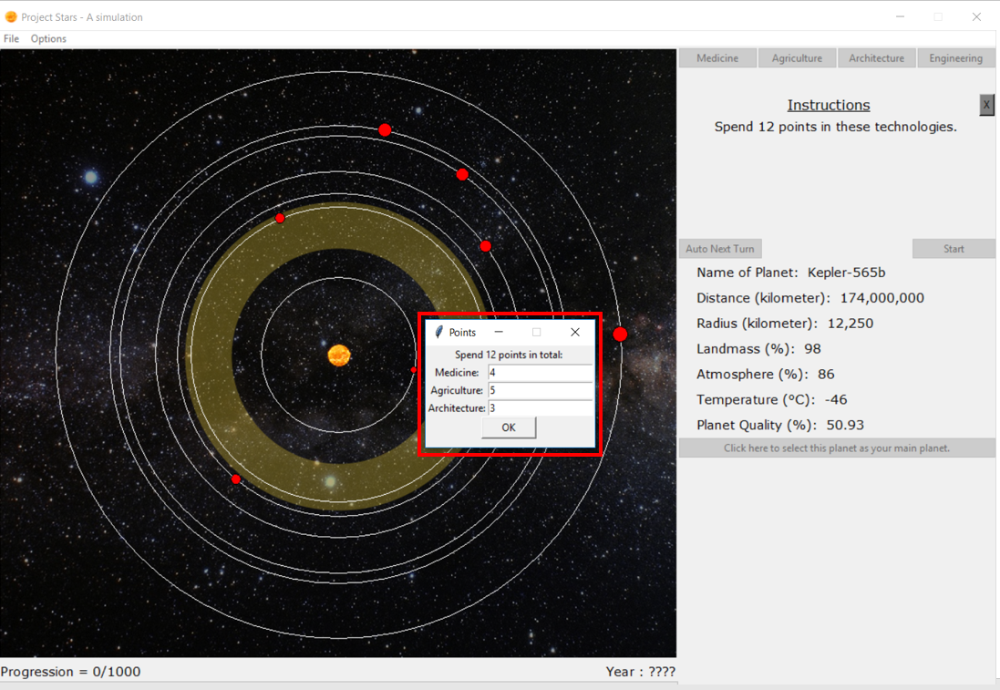 Project Stars - A simulation
File Options
Medicine Agriculture Architecture Engineering
Instructions X
Spend 12 points in these technologies.
Auto Next Turn Start
Name of Planet: Kepler-565b
Distance (kilometer): 174,000,000
Radius (kilometer): 12,250
Landmass (%): 98
Atmosphere (%): 86
Temperature (°C): -46
Planet Quality (%): 50.93
Click here to select this planet as your main planet.
Points
Spend 12 points in total:
Medicine: 4
Agriculture: 5
Architecture: 3
OK
Progression = 0/1000 Year : ????